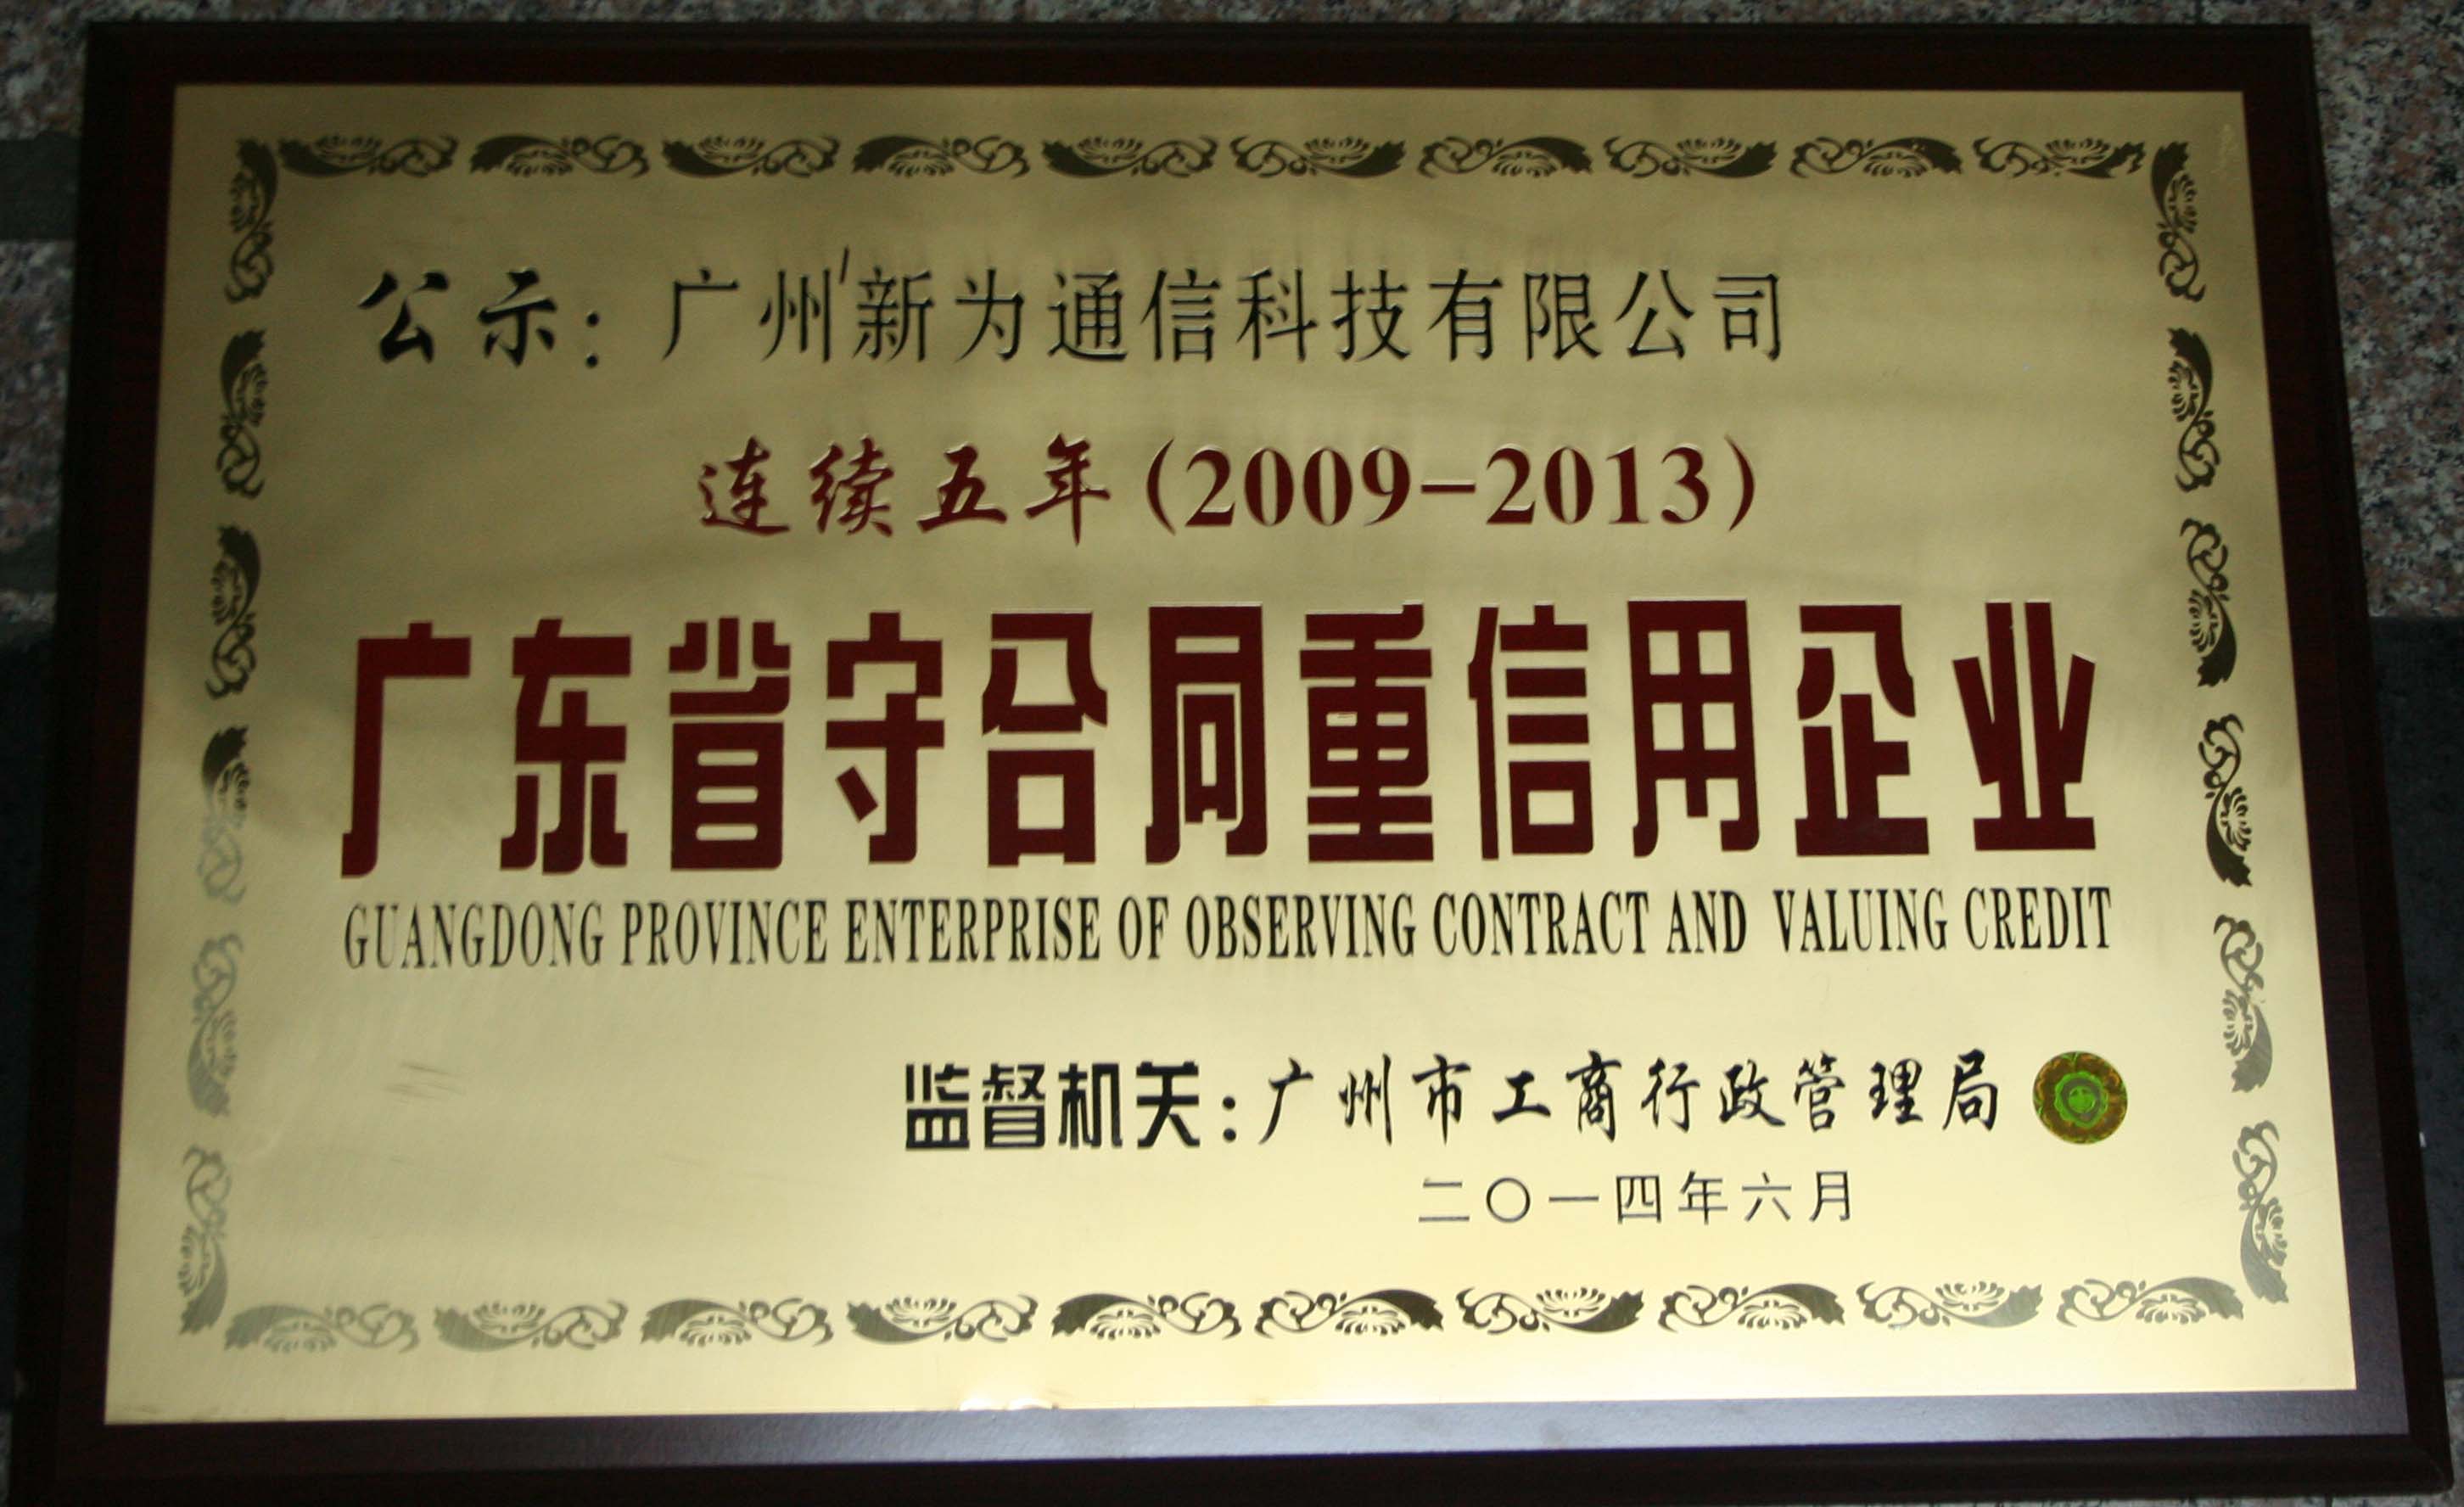 公示：广州新为通信科技有限公司
连续五年(2009-2013)
广东省守合同重信用企业
GUANGDONG PROVINCE ENTERPRISE OF OBSERVING CONTRACT AND VALUING CREDIT
监督机关：广州市工商行政管理局
二〇一四年六月